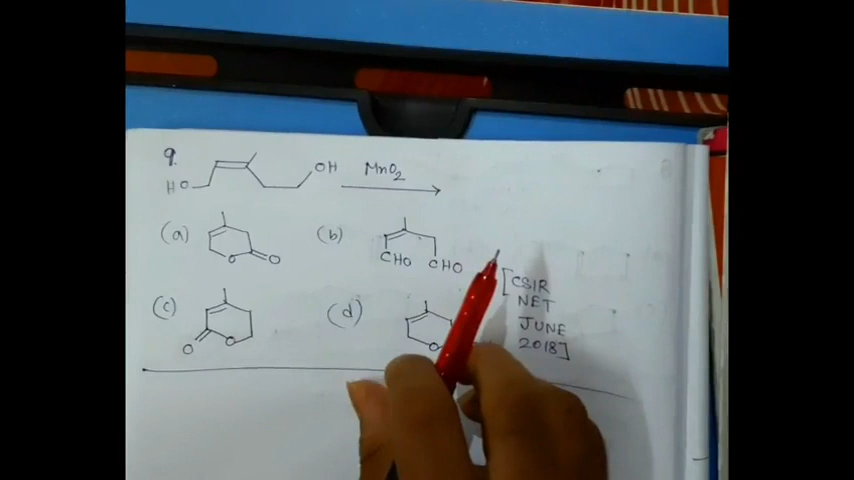 9.
HO OH MnO2
(a) O O
(b) CHO CHO
(c) O O
(d) O
[CSIR
NET
JUNE
2018]